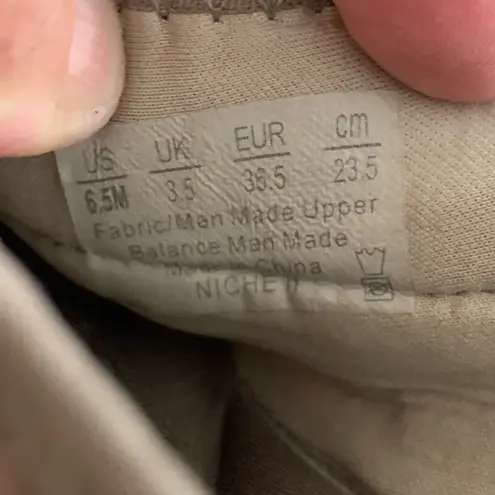 US UK EUR cm
6.5M 3.5 36.5 23.5
Fabric/Man Made Upper
Balance Man Made
Made in China
NICHE II